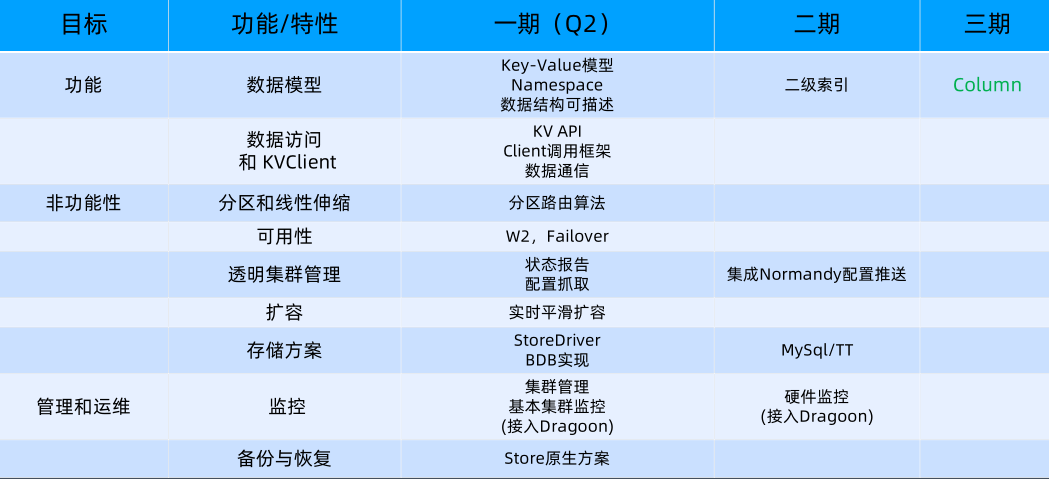 目标 功能/特性 一期（Q2） 二期 三期
功能 数据模型 Key-Value模型
Namespace
数据结构可描述 二级索引 Column
数据访问
和 KVClient KV API
Client调用框架
数据通信
非功能性 分区和线性伸缩 分区路由算法
可用性 W2，Failover
透明集群管理 状态报告
配置抓取 集成Normandy配置推送
扩容 实时平滑扩容
存储方案 StoreDriver
BDB实现 MySql/TT
管理和运维 监控 集群管理
基本集群监控
(接入Dragoon) 硬件监控
(接入Dragoon)
备份与恢复 Store原生方案